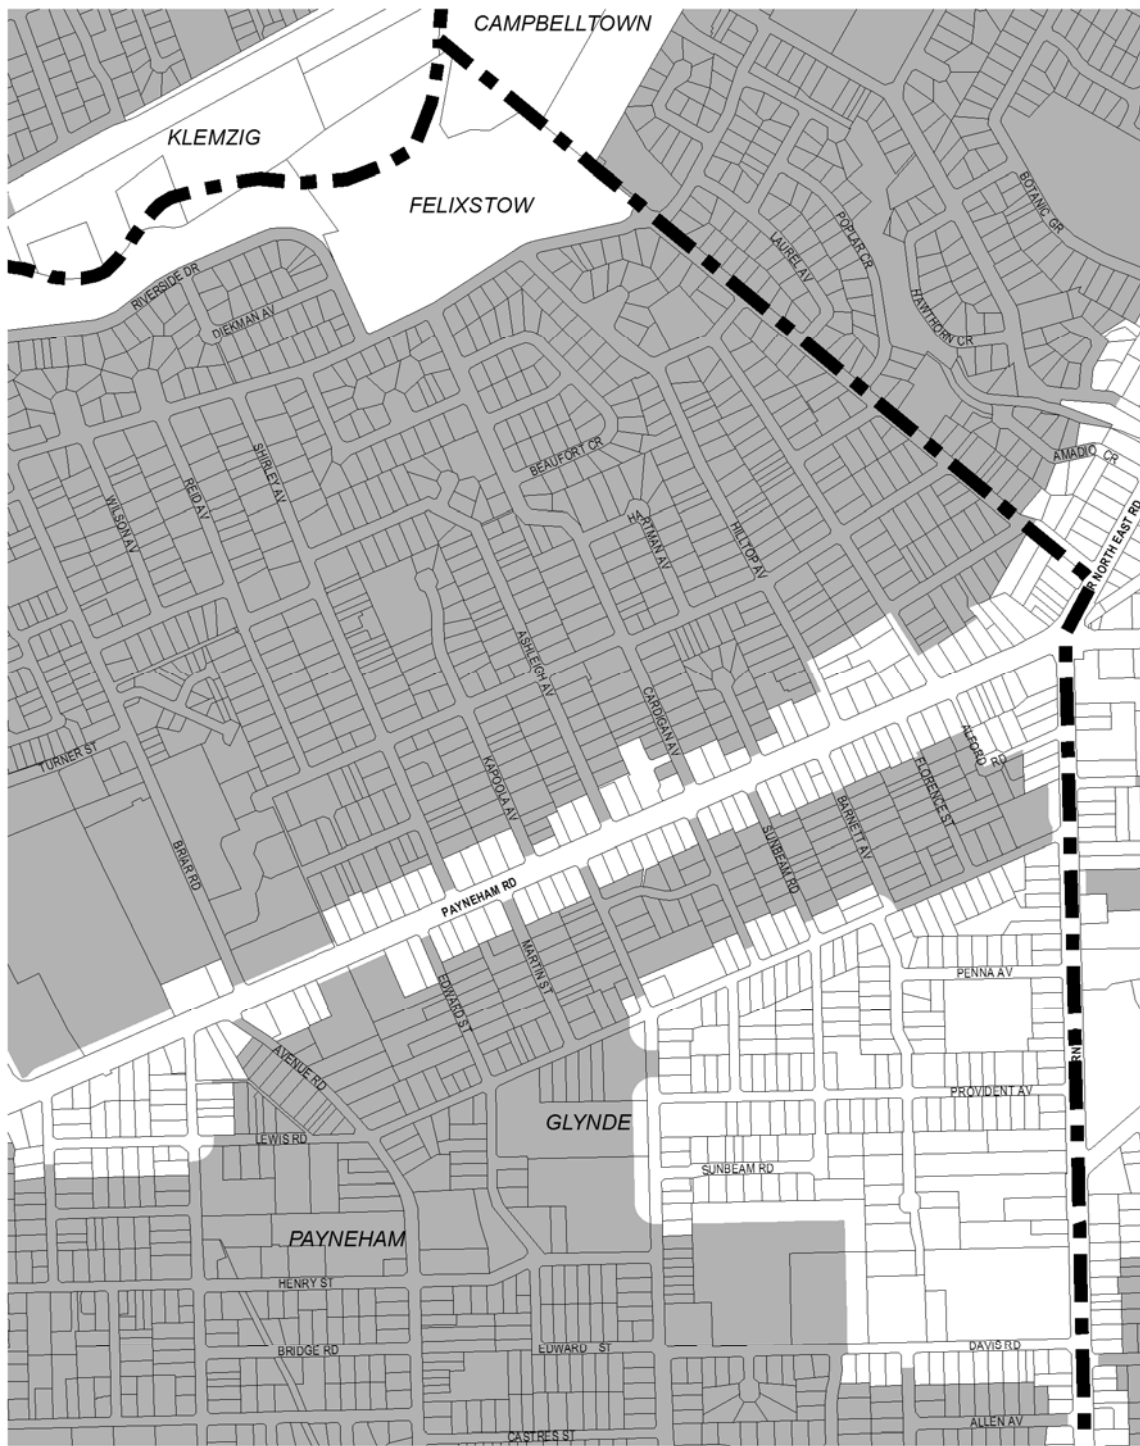 CAMPBELLTOWN
KLEMZIG
FELIXSTOW
BOTANIC GR
POPLAR CR
LAUREL AV
RIVERSIDE DR
DIEKMAN AV
HAWTHORN CR
BEAUFORT CR
AMADIO CR
SHIRLEY AV
REID AV
WILSON AV
HARTMAN AV
HILLTOP AV
R NORTH EAST RD
ASHLEIGH AV
CARDIGAN AV
TURNER ST
ALFORD RD
KAPOOLA AV
FLORENCE ST
BARNETT AV
SUNBEAM RD
BRIAR RD
PAYNEHAM RD
MARTIN ST
EDWARD ST
PENNA AV
AVENUE RD
RN
PROVIDENT AV
GLYNDE
LEWIS RD
SUNBEAM RD
PAYNEHAM
HENRY ST
BRIDGE RD
EDWARD ST
DAVIS RD
ALLEN AV
CASTRES ST